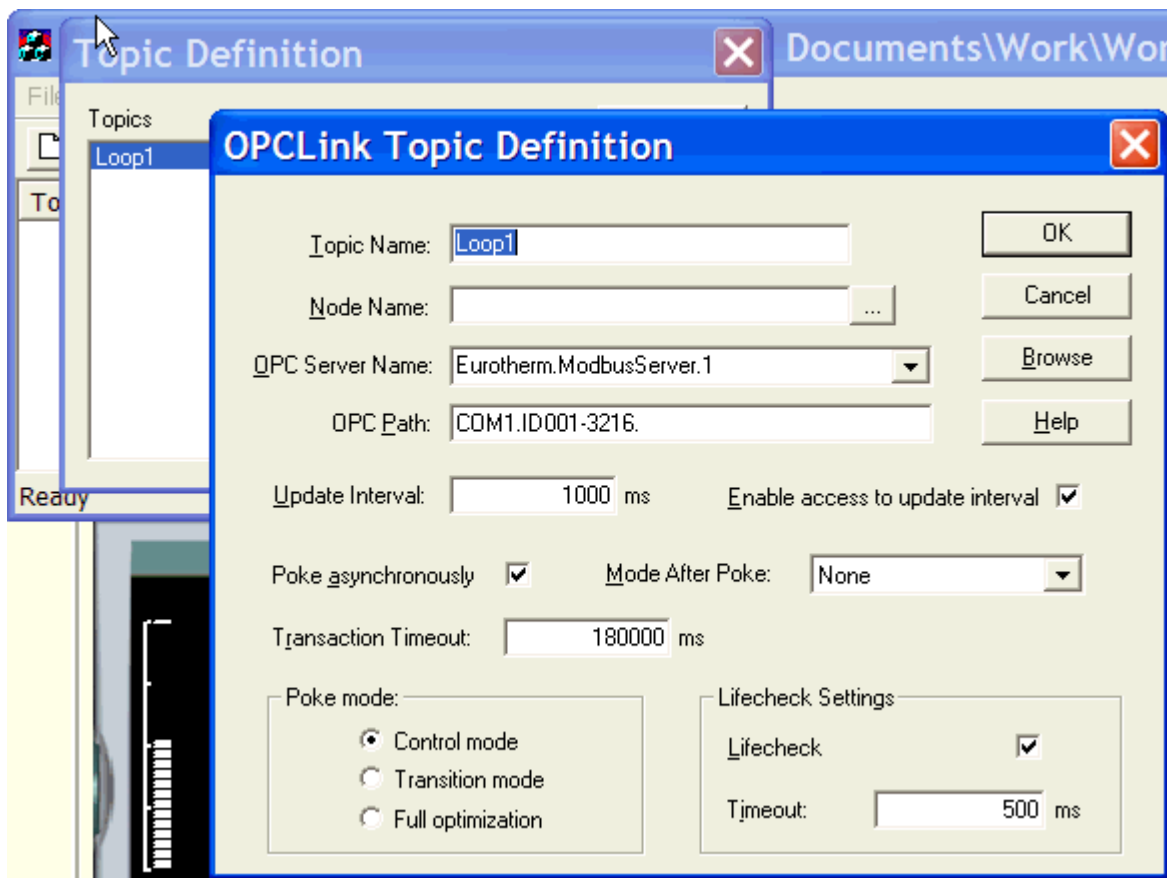 Topic Definition
Documents\Work\Wor
File
Topics
Loop1
To
Ready
OPCLink Topic Definition
Topic Name: Loop1
OK
Node Name: ...
Cancel
OPC Server Name: Eurotherm.ModbusServer.1
Browse
OPC Path: COM1.ID001-3216.
Help
Update Interval: 1000 ms
Enable access to update interval
Poke asynchronously
Mode After Poke: None
Transaction Timeout: 180000 ms
Poke mode:
Control mode
Transition mode
Full optimization
Lifecheck Settings
Lifecheck
Timeout: 500 ms